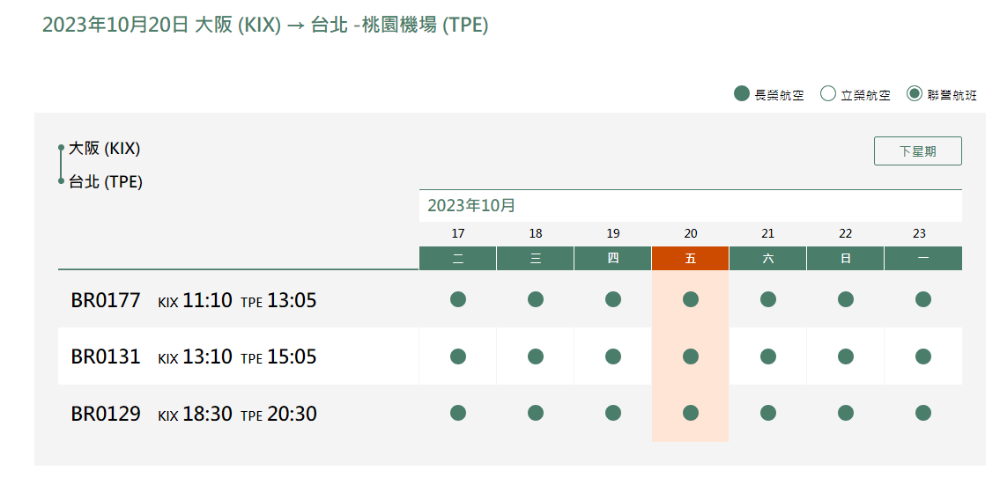 2023年10月20日 大阪 (KIX) → 台北 -桃園機場 (TPE)
長榮航空 立榮航空 聯營航班
大阪 (KIX)
下星期
台北 (TPE)
2023年10月
17 18 19 20 21 22 23
二 三 四 五 六 日 一
BR0177 KIX 11:10 TPE 13:05
BR0131 KIX 13:10 TPE 15:05
BR0129 KIX 18:30 TPE 20:30